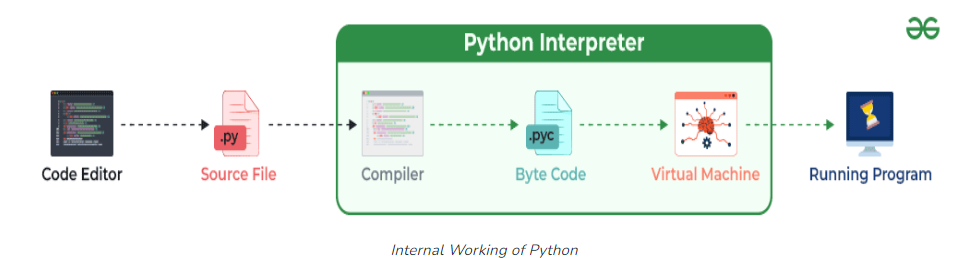 Python Interpreter
.py
.pyc
Code Editor
Source File
Compiler
Byte Code
Virtual Machine
Running Program
Internal Working of Python